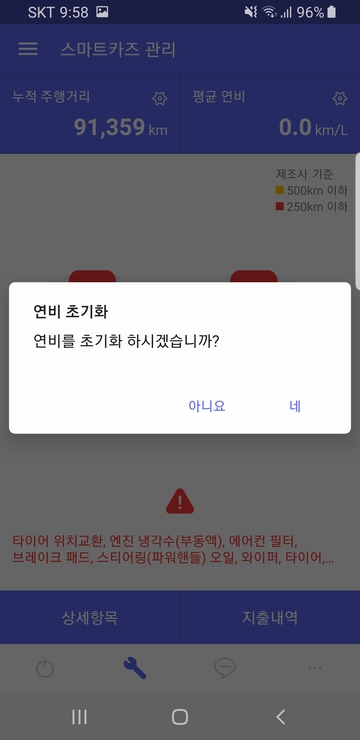 SKT 9:58
96%
스마트카즈 관리
누적 주행거리
평균 연비
91,359 km
0.0 km/L
제조사 기준
500km 이하
250km 이하
연비 초기화
연비를 초기화 하시겠습니까?
아니요
네
타이어 위치교환, 엔진 냉각수(부동액), 에어컨 필터,
브레이크 패드, 스티어링(파워핸들) 오일, 와이퍼, 타이어,...
상세항목
지출내역